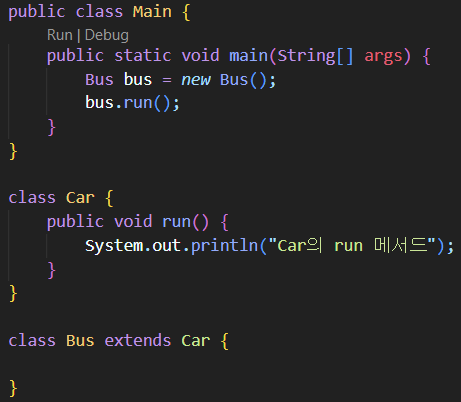 public class Main {
Run | Debug
public static void main(String[] args) {
Bus bus = new Bus();
bus.run();
}
}
class Car {
public void run() {
System.out.println("Car의 run 메서드");
}
}
class Bus extends Car {
}